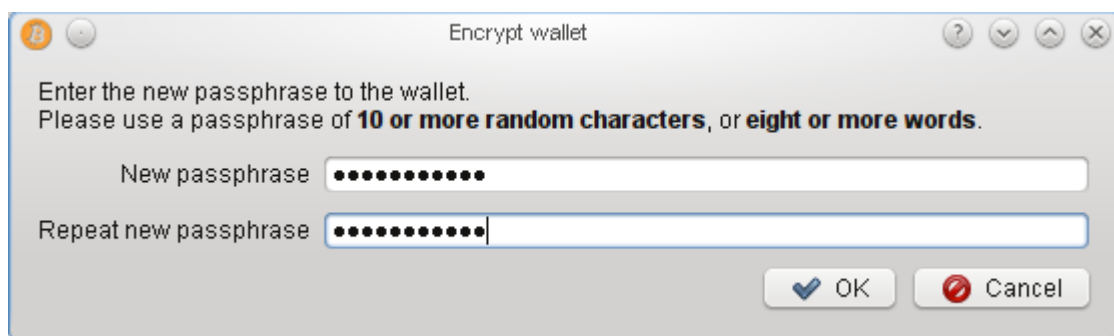 Encrypt wallet
Enter the new passphrase to the wallet.
Please use a passphrase of 10 or more random characters, or eight or more words.
New passphrase ●●●●●●●●●●●
Repeat new passphrase ●●●●●●●●●●●
OK Cancel